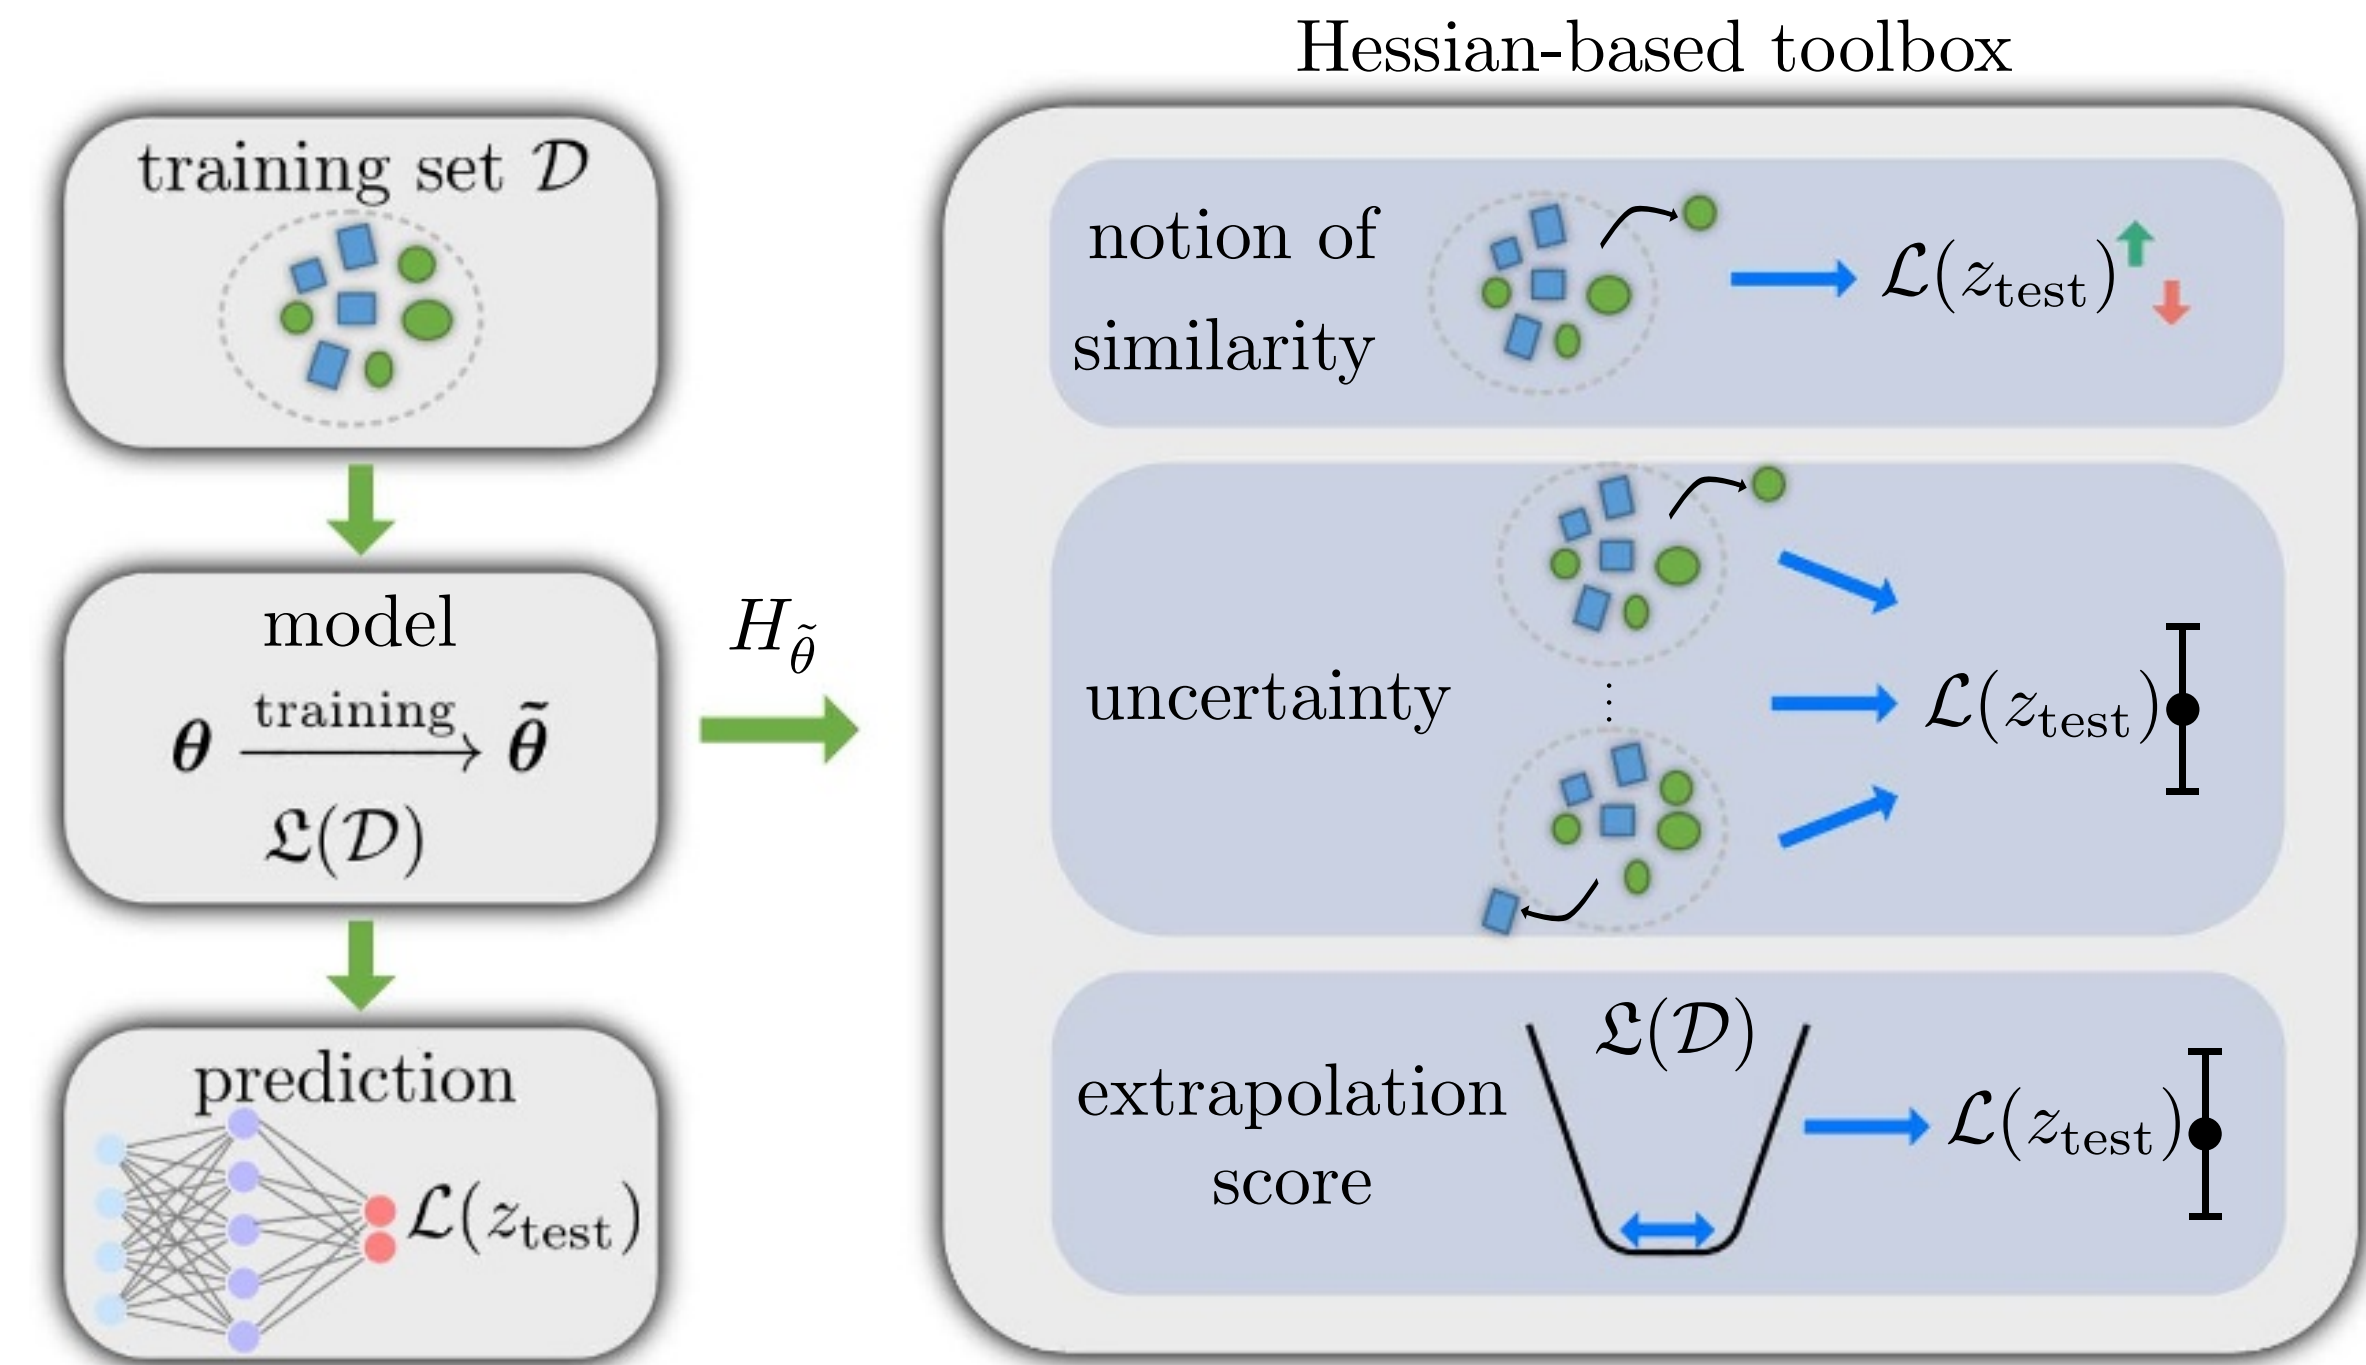 Hessian-based toolbox
training set 𝒟
model
θ training→ θ̃
𝔏(𝒟)
prediction
ℒ(z_test)
H_θ̃
notion of
similarity
ℒ(z_test)
uncertainty
⋮
ℒ(z_test)
extrapolation
score
𝔏(𝒟)
ℒ(z_test)